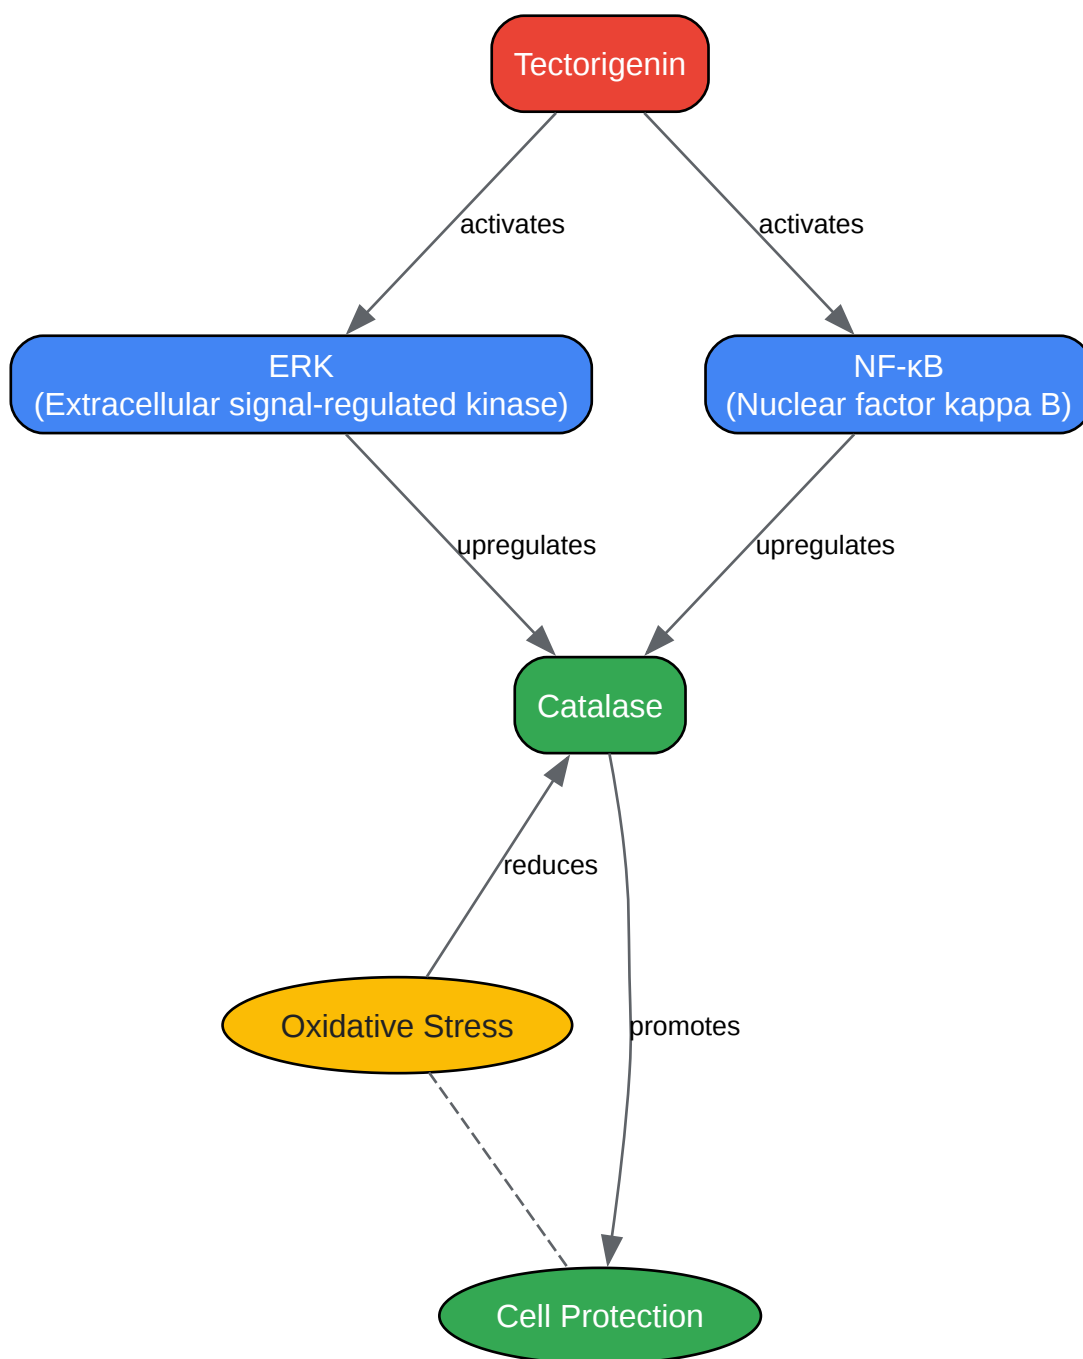 Tectorigenin
activates
activates
ERK
(Extracellular signal-regulated kinase)
NF-κB
(Nuclear factor kappa B)
upregulates
upregulates
Catalase
reduces
Oxidative Stress
promotes
Cell Protection